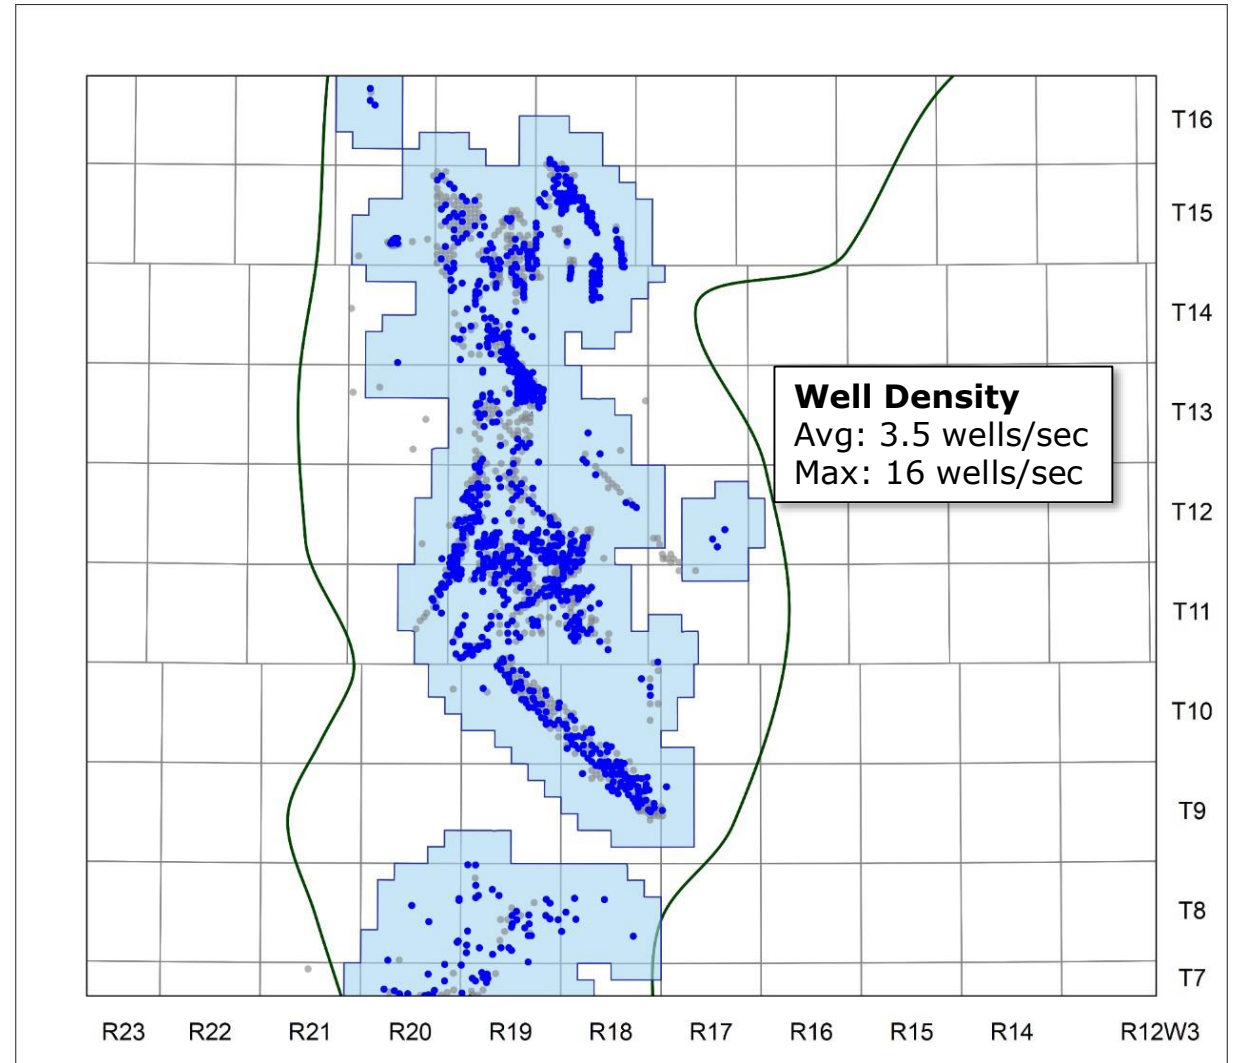 T16
T15
T14
T13
T12
T11
T10
T9
T8
T7
Well Density
Avg: 3.5 wells/sec
Max: 16 wells/sec
R23 R22 R21 R20 R19 R18 R17 R16 R15 R14 R12W3